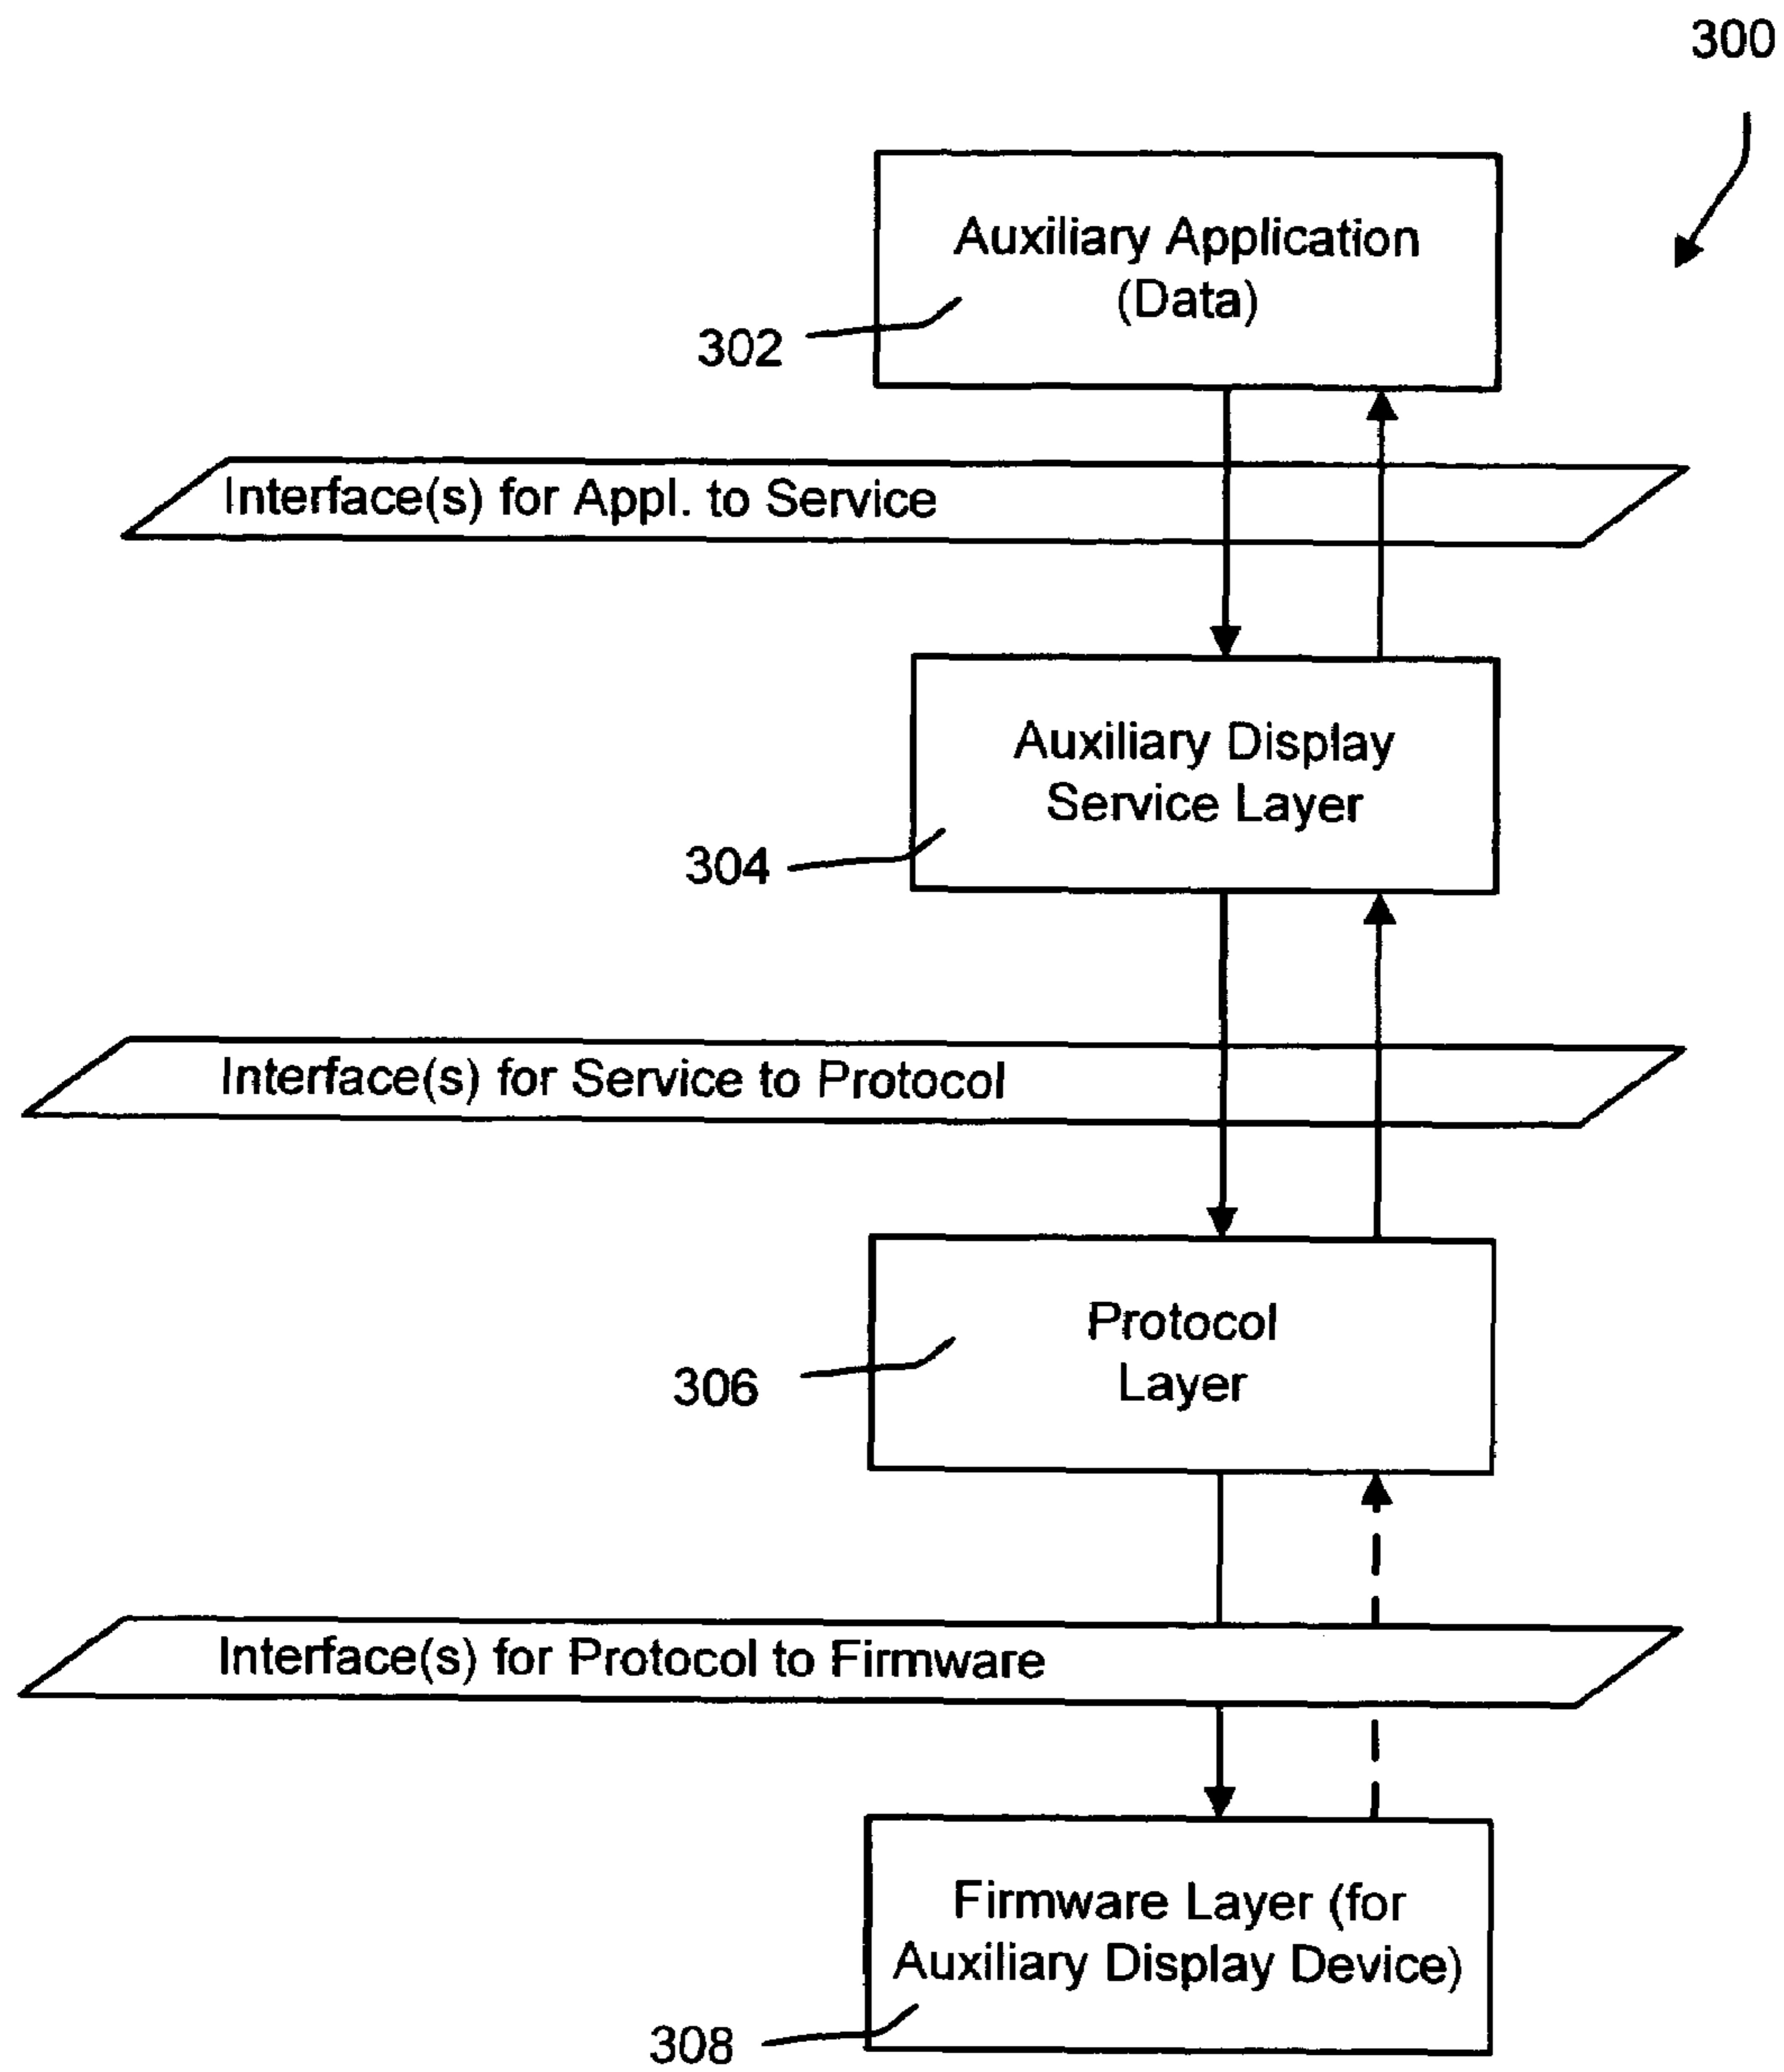 300
Auxiliary Application
(Data)
302
Interface(s) for Appl. to Service
Auxiliary Display
Service Layer
304
Interface(s) for Service to Protocol
Protocol
Layer
306
Interface(s) for Protocol to Firmware
Firmware Layer (for
Auxiliary Display Device)
308